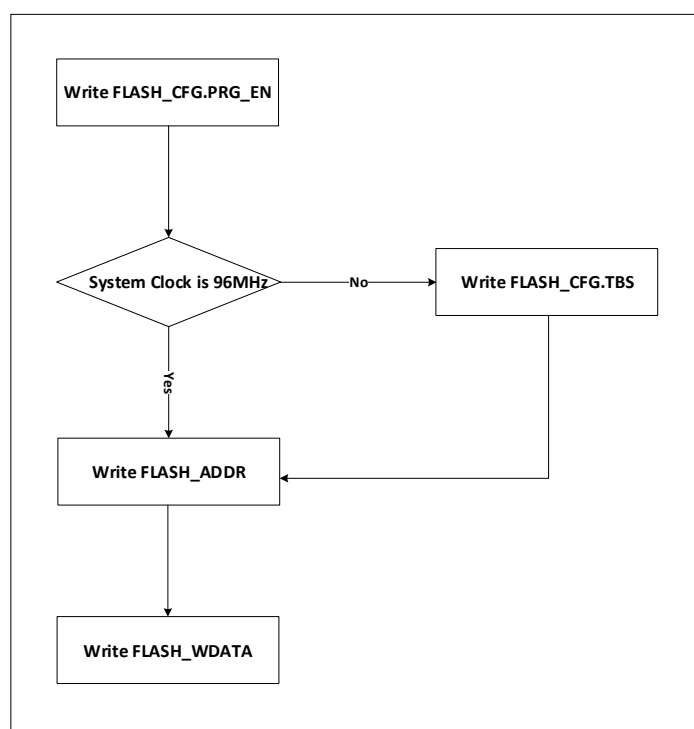 Write FLASH_CFG.PRG_EN
System Clock is 96MHz
No
Write FLASH_CFG.TBS
Yes
Write FLASH_ADDR
Write FLASH_WDATA